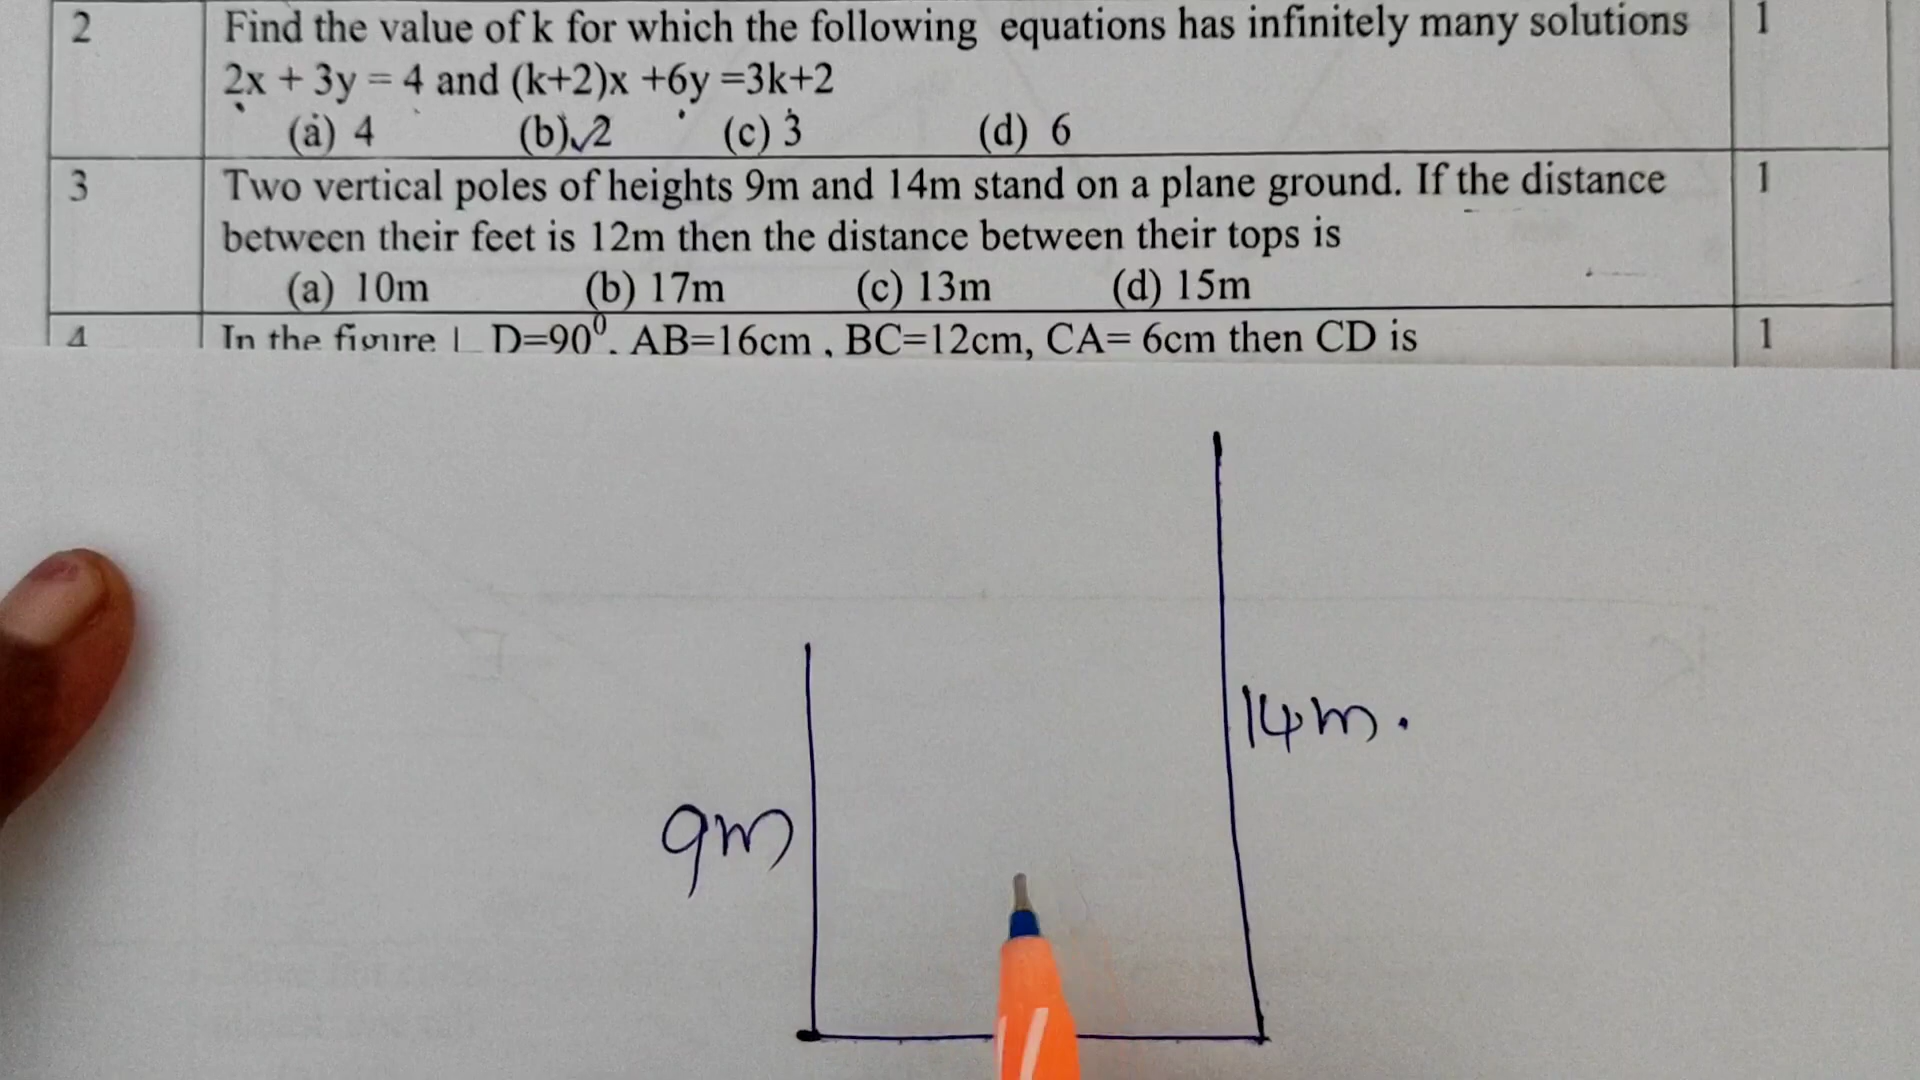 2 Find the value of k for which the following equations has infinitely many solutions 1
2x + 3y = 4 and (k+2)x +6y =3k+2
(a) 4 (b) 2 (c) 3 (d) 6
3 Two vertical poles of heights 9m and 14m stand on a plane ground. If the distance 1
between their feet is 12m then the distance between their tops is
(a) 10m (b) 17m (c) 13m (d) 15m
4 In the figure ∟D=90⁰. AB=16cm , BC=12cm, CA= 6cm then CD is 1
14m.
9m